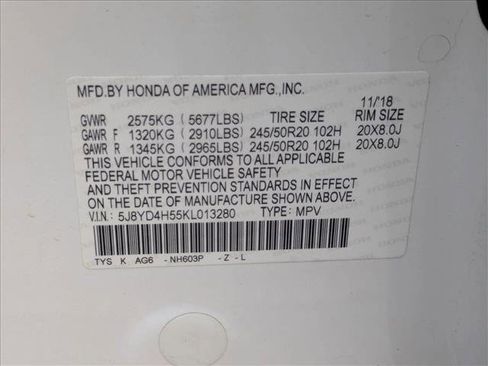 MFD.BY HONDA OF AMERICA MFG.,INC.
11/'18
GVWR 2575KG (5677LBS) TIRE SIZE RIM SIZE
GAWR F 1320KG (2910LBS) 245/50R20 102H 20X8.0J
GAWR R 1345KG (2965LBS) 245/50R20 102H 20X8.0J
THIS VEHICLE CONFORMS TO ALL APPLICABLE
FEDERAL MOTOR VEHICLE SAFETY
AND THEFT PREVENTION STANDARDS IN EFFECT
ON THE DATE OF MANUFACTURE SHOWN ABOVE.
V.I.N: 5J8YD4H55KL013280 TYPE: MPV
TYS K AG6 -NH603P -Z-L